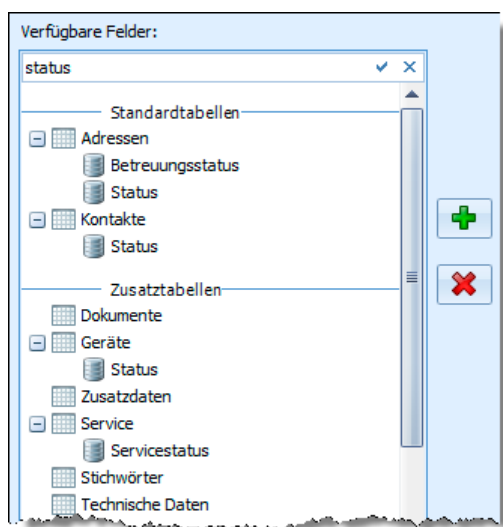 Verfügbare Felder:
status
Standardtabellen
Adressen
Betreuungsstatus
Status
Kontakte
Status
Zusatztabellen
Dokumente
Geräte
Status
Zusatzdaten
Service
Servicestatus
Stichwörter
Technische Daten